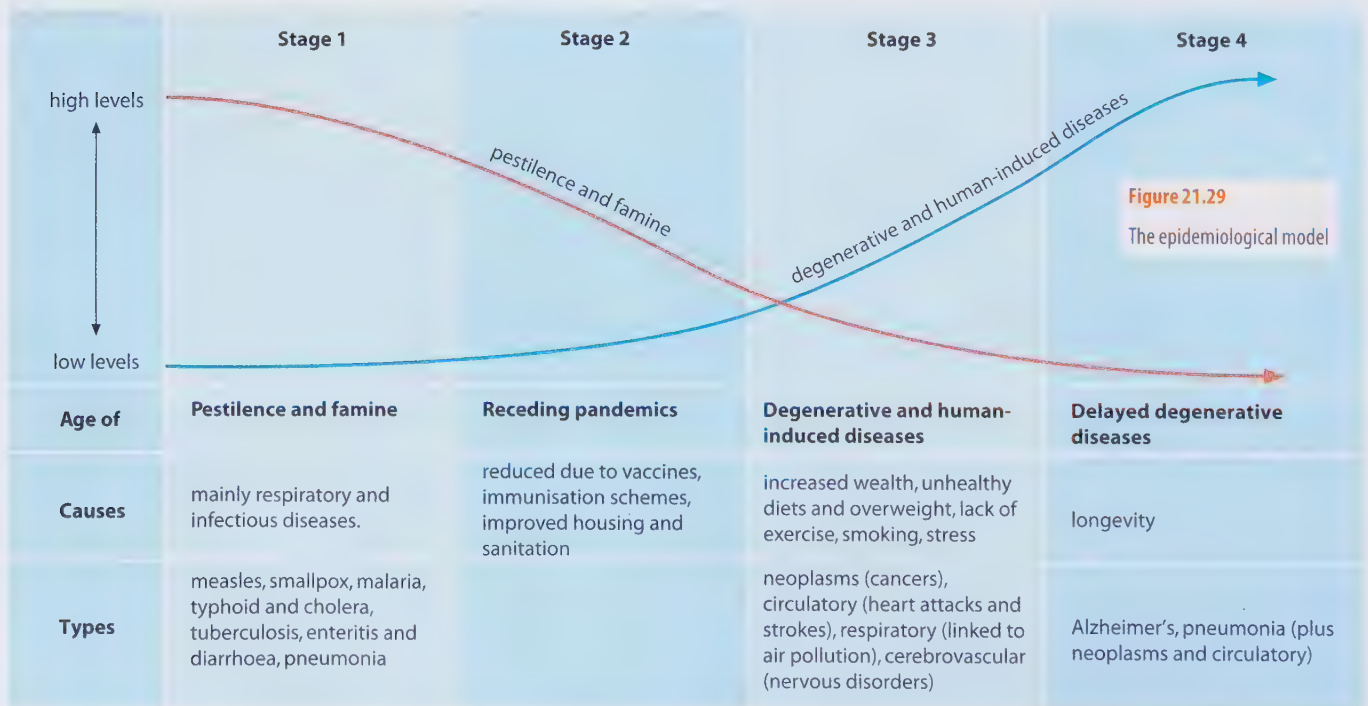 Stage 1
Stage 2
Stage 3
Stage 4
high levels
low levels
pestilence and famine
degenerative and human-induced diseases
Figure 21.29
The epidemiological model
Age of
Pestilence and famine
Receding pandemics
Degenerative and human-
induced diseases
Delayed degenerative
diseases
Causes
mainly respiratory and
infectious diseases.
reduced due to vaccines,
immunisation schemes,
improved housing and
sanitation
increased wealth, unhealthy
diets and overweight, lack of
exercise, smoking, stress
longevity
Types
measles, smallpox, malaria,
typhoid and cholera,
tuberculosis, enteritis and
diarrhoea, pneumonia
neoplasms (cancers),
circulatory (heart attacks and
strokes), respiratory (linked to
air pollution), cerebrovascular
(nervous disorders)
Alzheimer's, pneumonia (plus
neoplasms and circulatory)